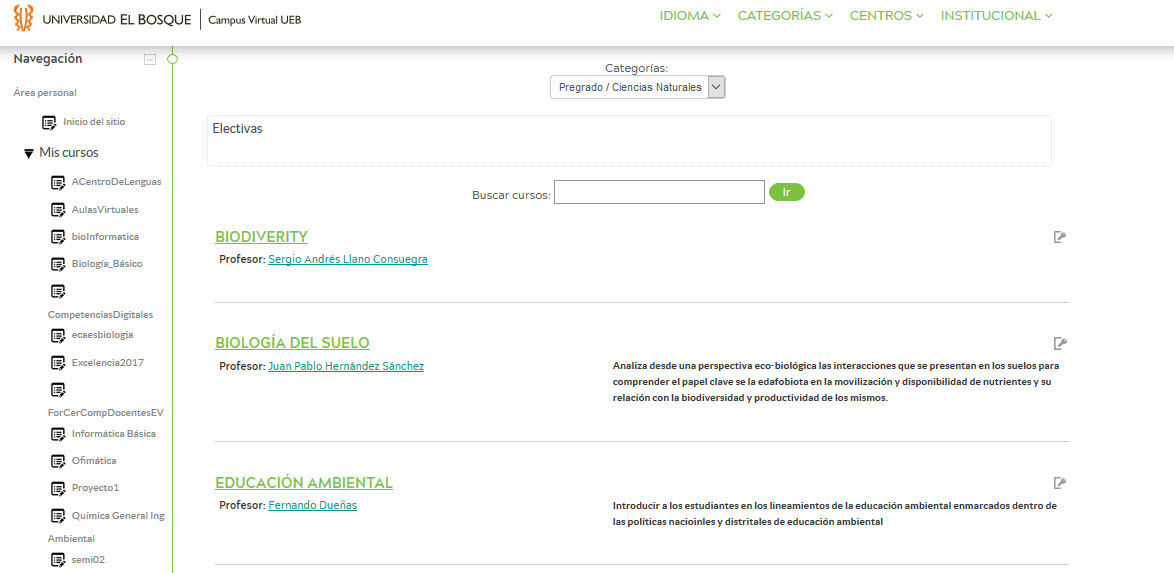 UNIVERSIDAD EL BOSQUE | Campus Virtual UEB
IDIOMA CATEGORÍAS CENTROS INSTITUCIONAL
Navegación
Área personal
Inicio del sitio
Mis cursos
ACentroDeLenguas
AulasVirtuales
bioInformatica
Biología_Básico
CompetenciasDigitales
ecaesbiologia
Excelencia2017
ForCerCompDocentesEV
Informática Básica
Ofimática
Proyecto1
Química General Ing
Ambiental
semi02
Categorías:
Pregrado / Ciencias Naturales
Electivas
Buscar cursos: Ir
BIODIVERITY
Profesor: Sergio Andrés Llano Consuegra
BIOLOGÍA DEL SUELO
Profesor: Juan Pablo Hernández Sánchez
Analiza desde una perspectiva eco-biológica las interacciones que se presentan en los suelos para
comprender el papel clave se la edafobiota en la movilización y disponibilidad de nutrientes y su
relación con la biodiversidad y productividad de los mismos.
EDUCACIÓN AMBIENTAL
Profesor: Fernando Dueñas
Introducir a los estudiantes en los lineamientos de la educación ambiental enmarcados dentro de
las políticas nacioinles y distritales de educación ambiental